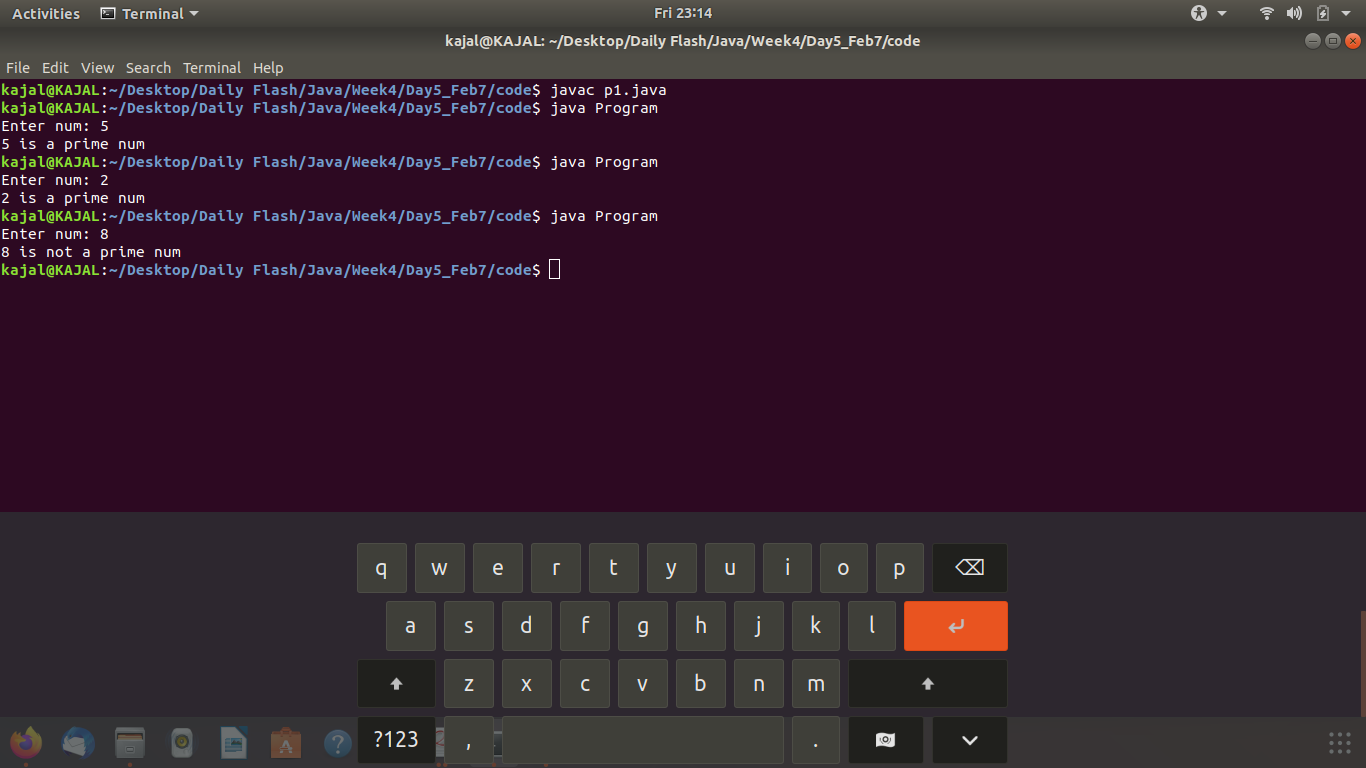 Activities Terminal Fri 23:14
kajal@KAJAL: ~/Desktop/Daily Flash/Java/Week4/Day5_Feb7/code
File Edit View Search Terminal Help
kajal@KAJAL:~/Desktop/Daily Flash/Java/Week4/Day5_Feb7/code$ javac p1.java
kajal@KAJAL:~/Desktop/Daily Flash/Java/Week4/Day5_Feb7/code$ java Program
Enter num: 5
5 is a prime num
kajal@KAJAL:~/Desktop/Daily Flash/Java/Week4/Day5_Feb7/code$ java Program
Enter num: 2
2 is a prime num
kajal@KAJAL:~/Desktop/Daily Flash/Java/Week4/Day5_Feb7/code$ java Program
Enter num: 8
8 is not a prime num
kajal@KAJAL:~/Desktop/Daily Flash/Java/Week4/Day5_Feb7/code$
q w e r t y u i o p
a s d f g h j k l
z x c v b n m
?123 , .